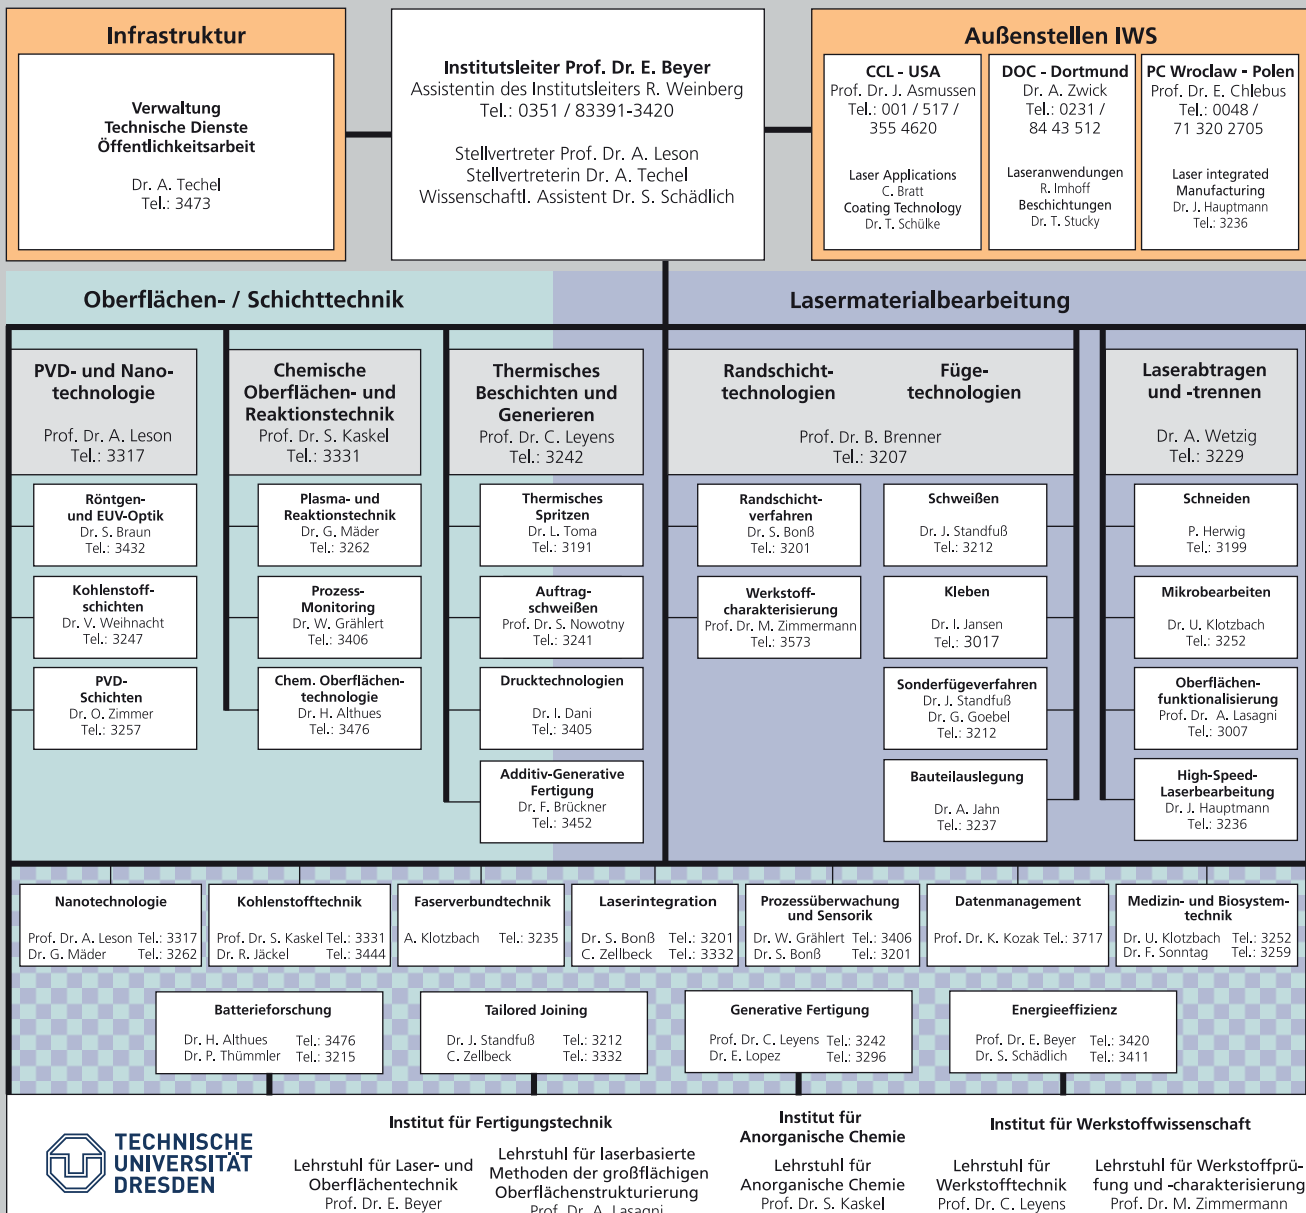 Infrastruktur
Verwaltung
Technische Dienste
Öffentlichkeitsarbeit
Dr. A. Techel
Tel.: 3473
Institutsleiter Prof. Dr. E. Beyer
Assistentin des Institutsleiters R. Weinberg
Tel.: 0351 / 83391-3420
Stellvertreter Prof. Dr. A. Leson
Stellvertreterin Dr. A. Techel
Wissenschaftl. Assistent Dr. S. Schädlich
Außenstellen IWS
CCL - USA
Prof. Dr. J. Asmussen
Tel.: 001 / 517 /
355 4620
Laser Applications
C. Bratt
Coating Technology
Dr. T. Schülke
DOC - Dortmund
Dr. A. Zwick
Tel.: 0231 /
84 43 512
Laseranwendungen
R. Imhoff
Beschichtungen
Dr. T. Stucky
PC Wroclaw - Polen
Prof. Dr. E. Chlebus
Tel.: 0048 /
71 320 2705
Laser integrated
Manufacturing
Dr. J. Hauptmann
Tel.: 3236
Oberflächen- / Schichttechnik
Lasermaterialbearbeitung
PVD- und Nano-
technologie
Prof. Dr. A. Leson
Tel.: 3317
Röntgen-
und EUV-Optik
Dr. S. Braun
Tel.: 3432
Kohlenstoff-
schichten
Dr. V. Weihnacht
Tel.: 3247
PVD-
Schichten
Dr. O. Zimmer
Tel.: 3257
Chemische
Oberflächen- und
Reaktionstechnik
Prof. Dr. S. Kaskel
Tel.: 3331
Plasma- und
Reaktionstechnik
Dr. G. Mäder
Tel.: 3262
Prozess-
Monitoring
Dr. W. Grählert
Tel.: 3406
Chem. Oberflächen-
technologie
Dr. H. Althues
Tel.: 3476
Thermisches
Beschichten und
Generieren
Prof. Dr. C. Leyens
Tel.: 3242
Thermisches
Spritzen
Dr. L. Toma
Tel.: 3191
Auftrag-
schweißen
Prof. Dr. S. Nowotny
Tel.: 3241
Drucktechnologien
Dr. I. Dani
Tel.: 3405
Additiv-Generative
Fertigung
Dr. F. Brückner
Tel.: 3452
Randschicht-
technologien
Füge-
technologien
Prof. Dr. B. Brenner
Tel.: 3207
Randschicht-
verfahren
Dr. S. Bonß
Tel.: 3201
Werkstoff-
charakterisierung
Prof. Dr. M. Zimmermann
Tel.: 3573
Schweißen
Dr. J. Standfuß
Tel.: 3212
Kleben
Dr. I. Jansen
Tel.: 3017
Sonderfügeverfahren
Dr. J. Standfuß
Dr. G. Goebel
Tel.: 3212
Bauteilauslegung
Dr. A. Jahn
Tel.: 3237
Laserabtragen
und -trennen
Dr. A. Wetzig
Tel.: 3229
Schneiden
P. Herwig
Tel.: 3199
Mikrobearbeiten
Dr. U. Klotzbach
Tel.: 3252
Oberflächen-
funktionalisierung
Prof. Dr. A. Lasagni
Tel.: 3007
High-Speed-
Laserbearbeitung
Dr. J. Hauptmann
Tel.: 3236
Nanotechnologie
Prof. Dr. A. Leson Tel.: 3317
Dr. G. Mäder Tel.: 3262
Kohlenstofftechnik
Prof. Dr. S. Kaskel Tel.: 3331
Dr. R. Jäckel Tel.: 3444
Faserverbundtechnik
A. Klotzbach Tel.: 3235
Laserintegration
Dr. S. Bonß Tel.: 3201
C. Zellbeck Tel.: 3332
Prozessüberwachung
und Sensorik
Dr. W. Grählert Tel.: 3406
Dr. S. Bonß Tel.: 3201
Datenmanagement
Prof. Dr. K. Kozak Tel.: 3717
Medizin- und Biosystem-
technik
Dr. U. Klotzbach Tel.: 3252
Dr. F. Sonntag Tel.: 3259
Batterieforschung
Dr. H. Althues Tel.: 3476
Dr. P. Thümmler Tel.: 3215
Tailored Joining
Dr. J. Standfuß Tel.: 3212
C. Zellbeck Tel.: 3332
Generative Fertigung
Prof. Dr. C. Leyens Tel.: 3242
Dr. E. Lopez Tel.: 3296
Energieeffizienz
Prof. Dr. E. Beyer Tel.: 3420
Dr. S. Schädlich Tel.: 3411
TECHNISCHE
UNIVERSITÄT
DRESDEN
Institut für Fertigungstechnik
Lehrstuhl für Laser- und
Oberflächentechnik
Prof. Dr. E. Beyer
Lehrstuhl für laserbasierte
Methoden der großflächigen
Oberflächenstrukturierung
Prof. Dr. A. Lasagni
Institut für
Anorganische Chemie
Lehrstuhl für
Anorganische Chemie
Prof. Dr. S. Kaskel
Institut für Werkstoffwissenschaft
Lehrstuhl für
Werkstofftechnik
Prof. Dr. C. Leyens
Lehrstuhl für Werkstoffprü-
fung und -charakterisierung
Prof. Dr. M. Zimmermann